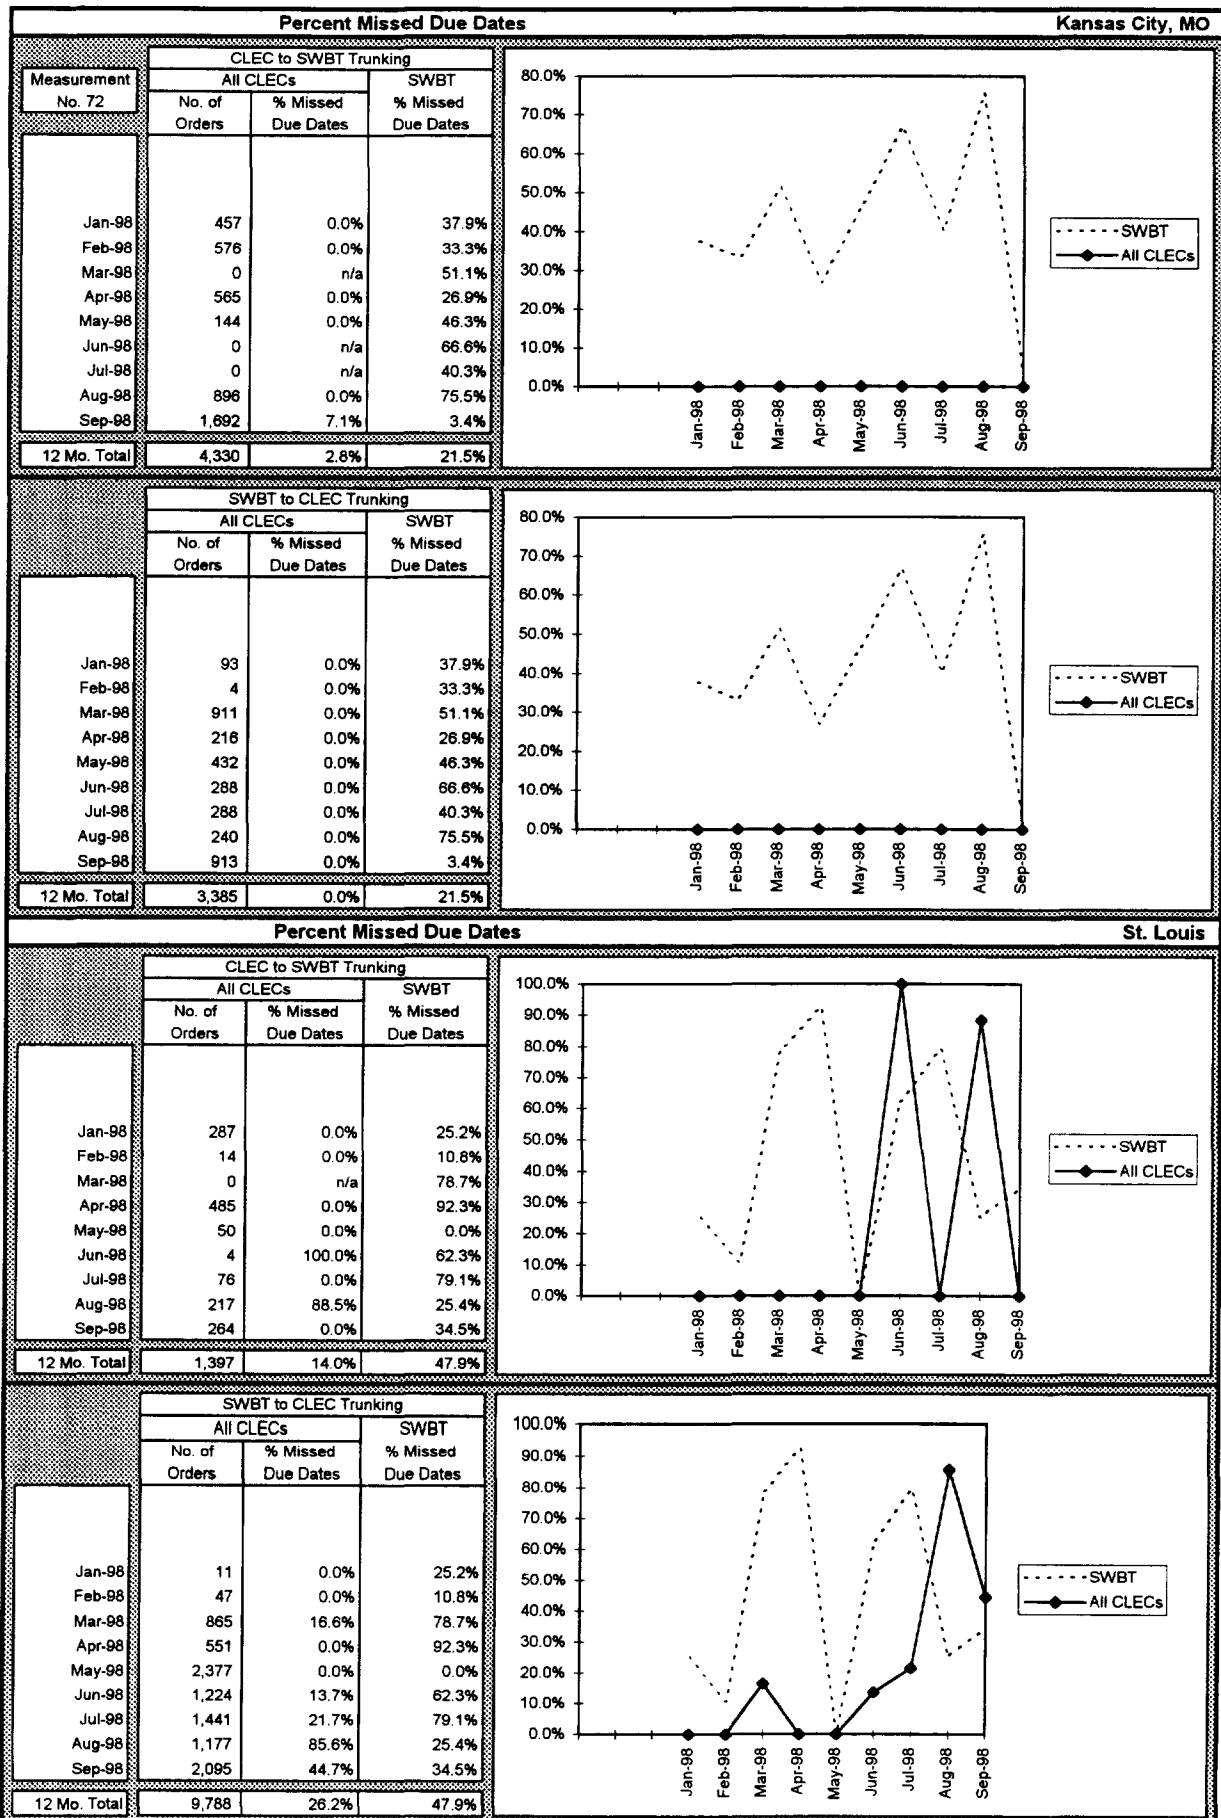 Percent Missed Due Dates Kansas City, MO
Measurement
No. 72
CLEC to SWBT Trunking
All CLECs SWBT
No. of % Missed % Missed
Orders Due Dates Due Dates
Jan-98 457 0.0% 37.9%
Feb-98 576 0.0% 33.3%
Mar-98 0 n/a 51.1%
Apr-98 565 0.0% 26.9%
May-98 144 0.0% 46.3%
Jun-98 0 n/a 66.6%
Jul-98 0 n/a 40.3%
Aug-98 896 0.0% 75.5%
Sep-98 1,692 7.1% 3.4%
12 Mo. Total 4,330 2.8% 21.5%
80.0%
70.0%
60.0%
50.0%
40.0%
30.0%
20.0%
10.0%
0.0%
Jan-98 Feb-98 Mar-98 Apr-98 May-98 Jun-98 Jul-98 Aug-98 Sep-98
SWBT
All CLECs
SWBT to CLEC Trunking
All CLECs SWBT
No. of % Missed % Missed
Orders Due Dates Due Dates
Jan-98 93 0.0% 37.9%
Feb-98 4 0.0% 33.3%
Mar-98 911 0.0% 51.1%
Apr-98 216 0.0% 26.9%
May-98 432 0.0% 46.3%
Jun-98 288 0.0% 66.6%
Jul-98 288 0.0% 40.3%
Aug-98 240 0.0% 75.5%
Sep-98 913 0.0% 3.4%
12 Mo. Total 3,385 0.0% 21.5%
80.0%
70.0%
60.0%
50.0%
40.0%
30.0%
20.0%
10.0%
0.0%
Jan-98 Feb-98 Mar-98 Apr-98 May-98 Jun-98 Jul-98 Aug-98 Sep-98
SWBT
All CLECs
Percent Missed Due Dates St. Louis
CLEC to SWBT Trunking
All CLECs SWBT
No. of % Missed % Missed
Orders Due Dates Due Dates
Jan-98 287 0.0% 25.2%
Feb-98 14 0.0% 10.8%
Mar-98 0 n/a 78.7%
Apr-98 485 0.0% 92.3%
May-98 50 0.0% 0.0%
Jun-98 4 100.0% 62.3%
Jul-98 76 0.0% 79.1%
Aug-98 217 88.5% 25.4%
Sep-98 264 0.0% 34.5%
12 Mo. Total 1,397 14.0% 47.9%
100.0%
90.0%
80.0%
70.0%
60.0%
50.0%
40.0%
30.0%
20.0%
10.0%
0.0%
Jan-98 Feb-98 Mar-98 Apr-98 May-98 Jun-98 Jul-98 Aug-98 Sep-98
SWBT
All CLECs
SWBT to CLEC Trunking
All CLECs SWBT
No. of % Missed % Missed
Orders Due Dates Due Dates
Jan-98 11 0.0% 25.2%
Feb-98 47 0.0% 10.8%
Mar-98 865 16.6% 78.7%
Apr-98 551 0.0% 92.3%
May-98 2,377 0.0% 0.0%
Jun-98 1,224 13.7% 62.3%
Jul-98 1,441 21.7% 79.1%
Aug-98 1,177 85.6% 25.4%
Sep-98 2,095 44.7% 34.5%
12 Mo. Total 9,788 26.2% 47.9%
100.0%
90.0%
80.0%
70.0%
60.0%
50.0%
40.0%
30.0%
20.0%
10.0%
0.0%
Jan-98 Feb-98 Mar-98 Apr-98 May-98 Jun-98 Jul-98 Aug-98 Sep-98
SWBT
All CLECs